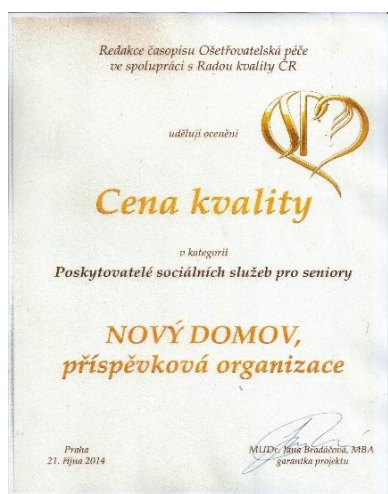 Redakce časopisu Ošetřovatelská péče
ve spolupráci s Radou kvality ČR
udělují ocenění
Cena kvality
v kategorii
Poskytovatelé sociálních služeb pro seniory
NOVÝ DOMOV,
příspěvková organizace
Praha
21. října 2014
MUDr. Jana Bradáčová, MBA
garantka projektu